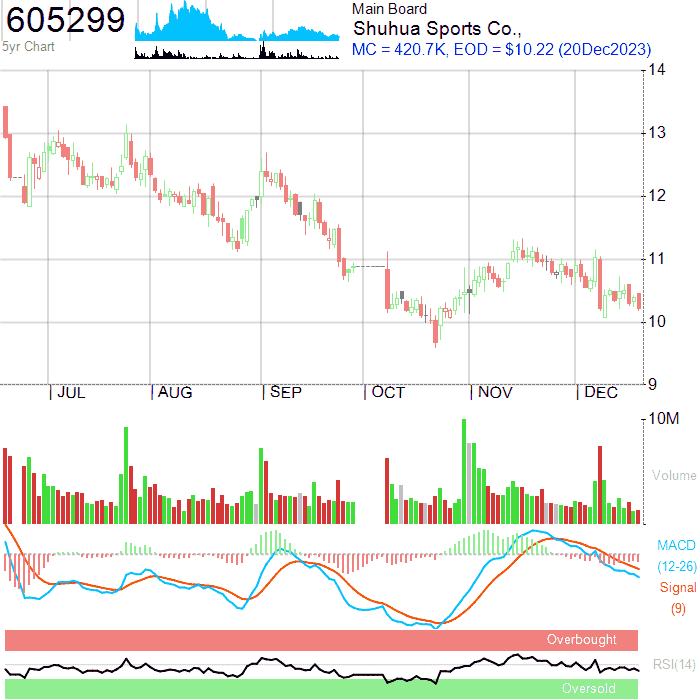 605299
5yr Chart
Main Board
Shuhua Sports Co.,
MC = 420.7K, EOD = $10.22 (20Dec2023)
14
13
12
11
10
9
JUL AUG SEP OCT NOV DEC
10M
Volume
MACD
(12-26)
Signal
(9)
Overbought
RSI(14)
Oversold